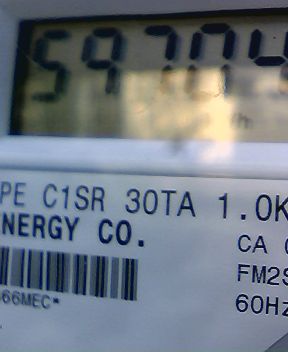 59704
PE C1SR 30TA 1.0K
NERGY CO.
CA
FM2S
66MEC*
60Hz